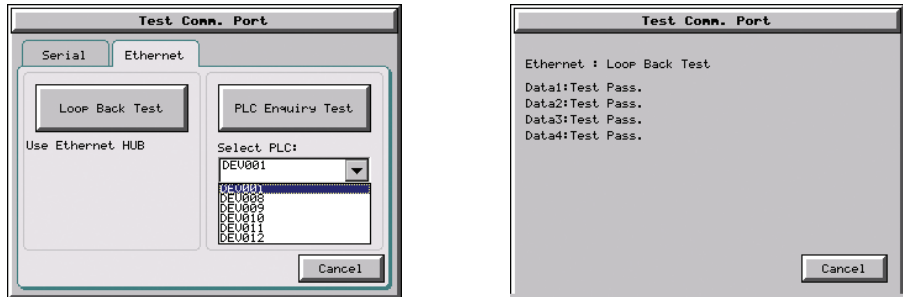 Test Comm. Port
Serial
Ethernet
Loop Back Test
Use Ethernet HUB
PLC Enquiry Test
Select PLC:
DEV001
DEV001
DEV008
DEV009
DEV010
DEV011
DEV012
Cancel
Test Comm. Port
Ethernet : Loop Back Test
Data1:Test Pass.
Data2:Test Pass.
Data3:Test Pass.
Data4:Test Pass.
Cancel